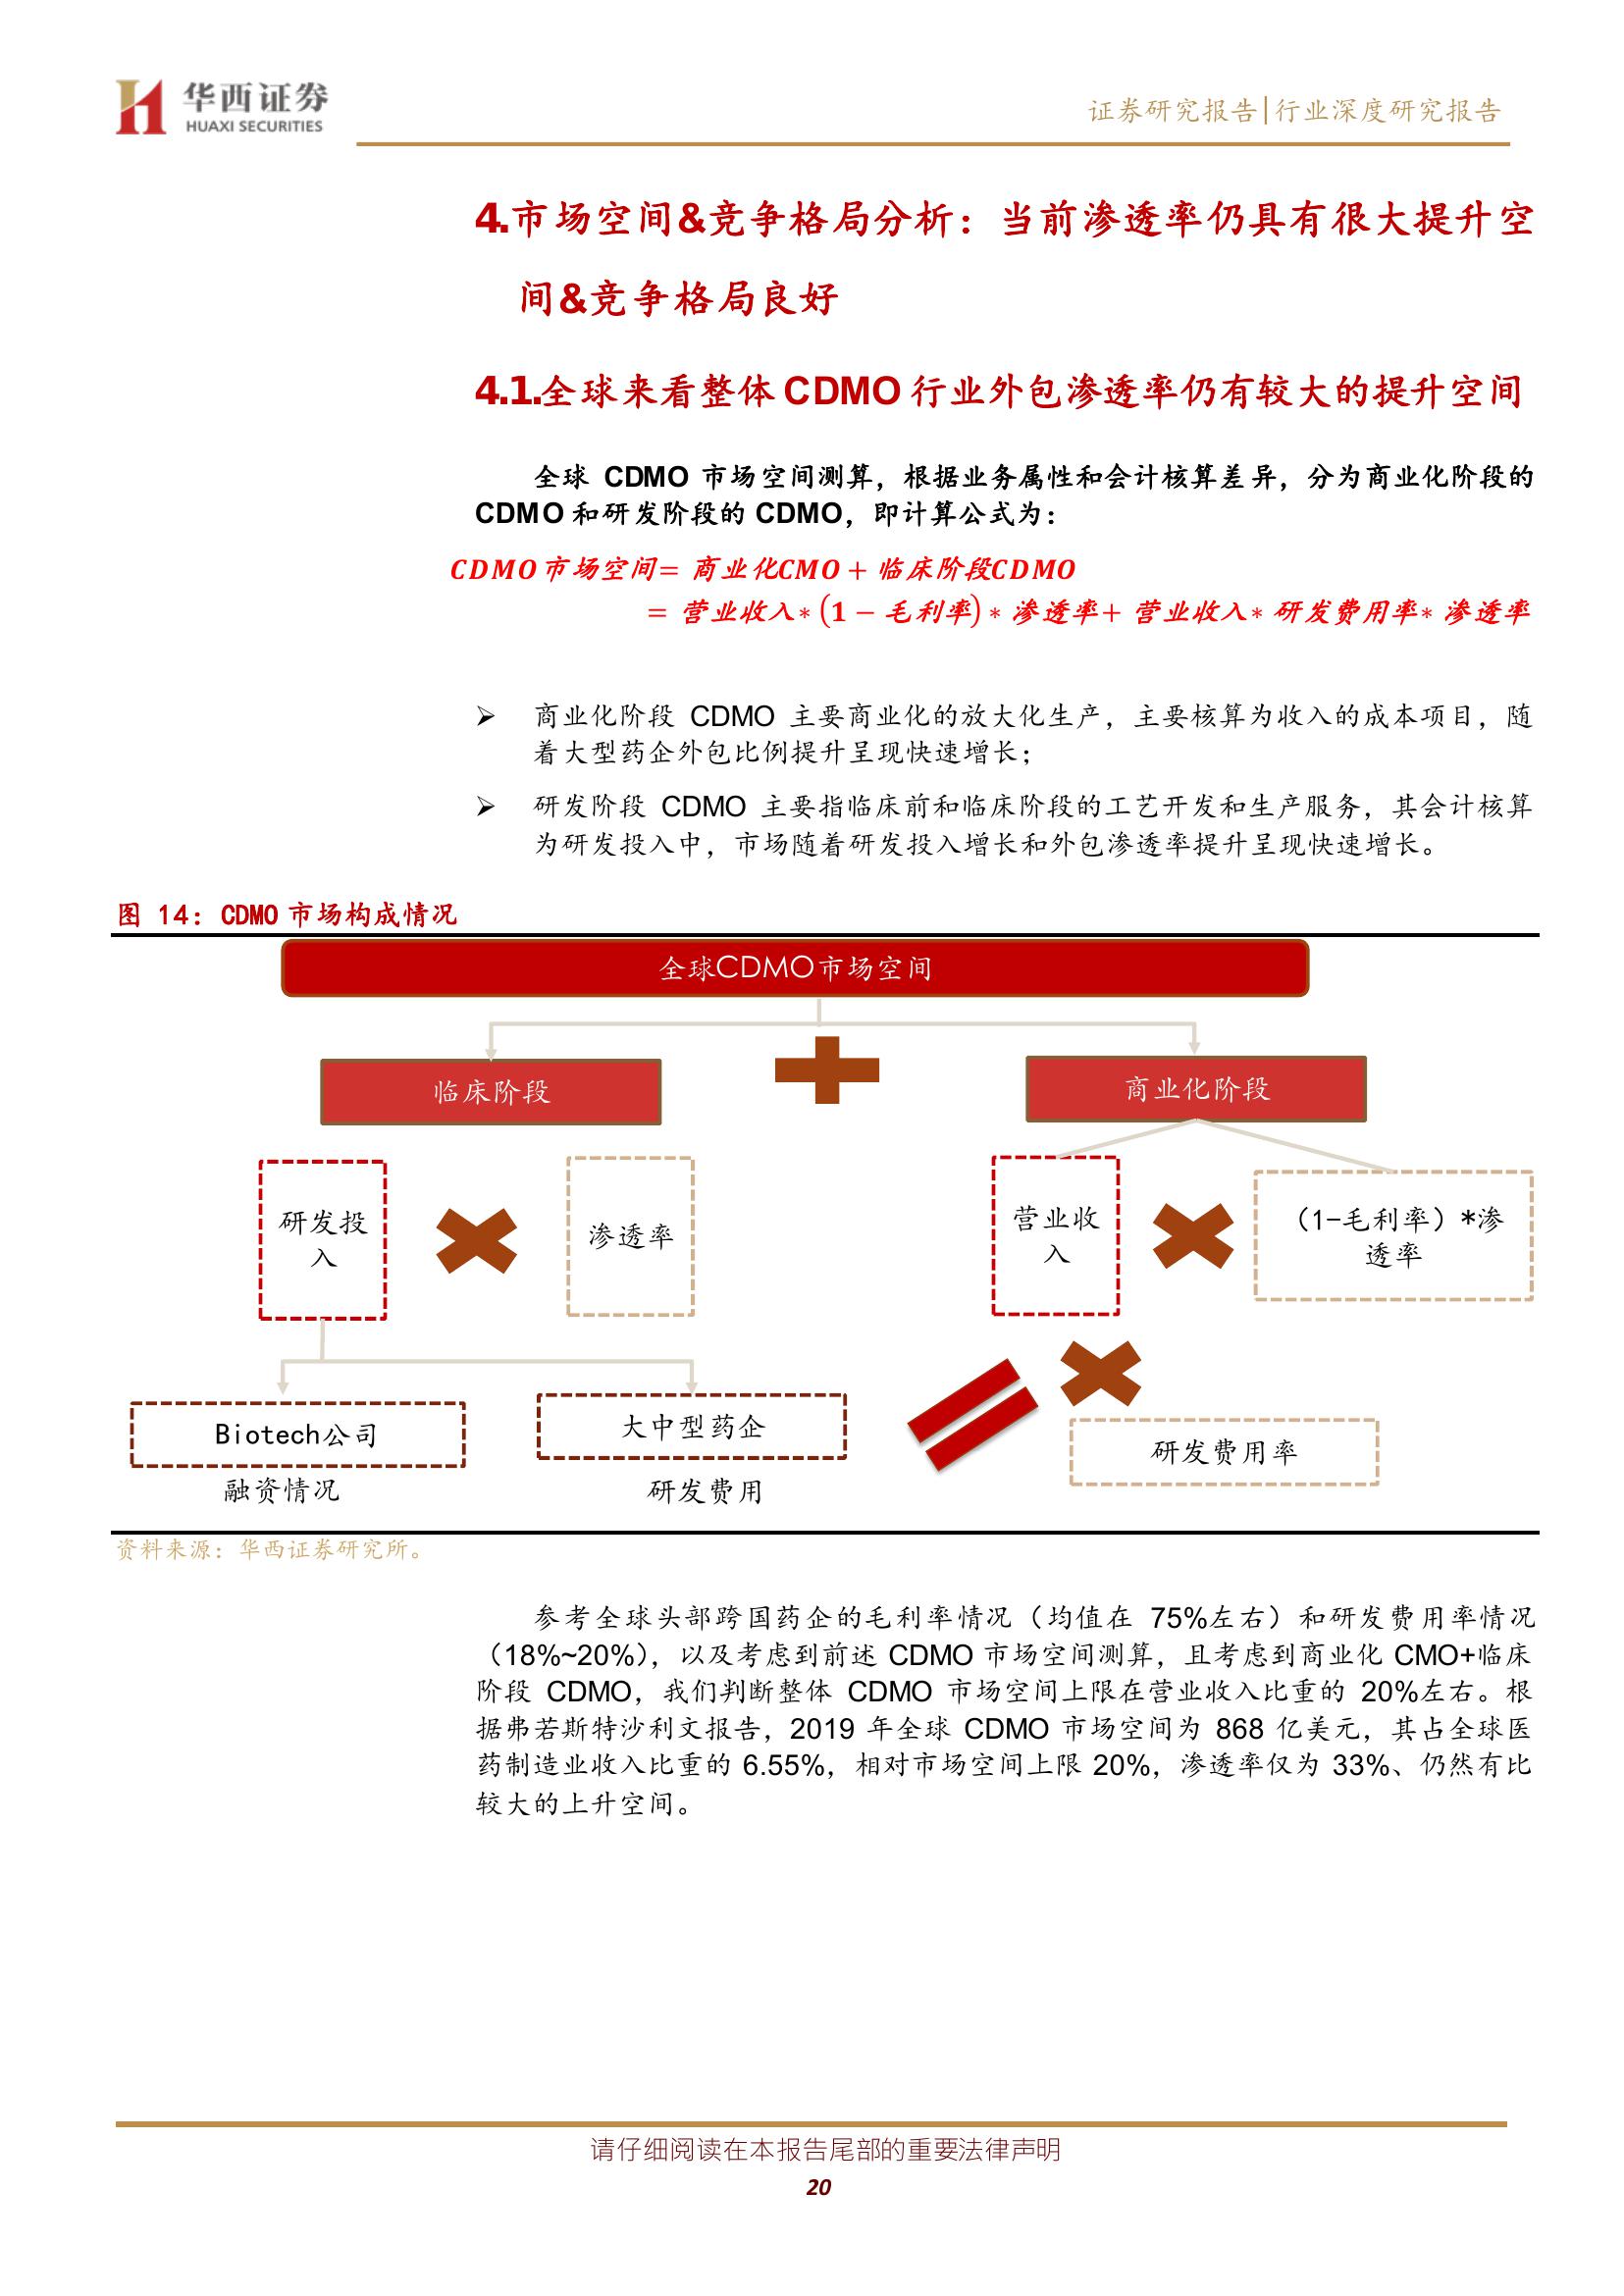 华西证券
HUAXI SECURITIES
证券研究报告|行业深度研究报告
4.市场空间&竞争格局分析：当前渗透率仍具有很大提升空
间&竞争格局良好
4.1.全球来看整体 CDMO 行业外包渗透率仍有较大的提升空间
全球 CDMO 市场空间测算，根据业务属性和会计核算差异，分为商业化阶段的
CDMO 和研发阶段的 CDMO，即计算公式为：
CDMO市场空间= 商业化CMO + 临床阶段CDMO
= 营业收入 * (1 − 毛利率) * 渗透率+ 营业收入 * 研发费用率 * 渗透率
➢ 商业化阶段 CDMO 主要商业化的放大化生产，主要核算为收入的成本项目，随
着大型药企外包比例提升呈现快速增长；
➢ 研发阶段 CDMO 主要指临床前和临床阶段的工艺开发和生产服务，其会计核算
为研发投入中，市场随着研发投入增长和外包渗透率提升呈现快速增长。
图 14：CDMO 市场构成情况
全球CDMO市场空间
临床阶段
商业化阶段
研发投
入
渗透率
营业收
入
（1-毛利率）*渗
透率
Biotech公司
大中型药企
研发费用率
融资情况
研发费用
资料来源：华西证券研究所。
参考全球头部跨国药企的毛利率情况（均值在 75%左右）和研发费用率情况
（18%~20%），以及考虑到前述 CDMO 市场空间测算，且考虑到商业化 CMO+临床
阶段 CDMO，我们判断整体 CDMO 市场空间上限在营业收入比重的 20%左右。根
据弗若斯特沙利文报告，2019 年全球 CDMO 市场空间为 868 亿美元，其占全球医
药制造业收入比重的 6.55%，相对市场空间上限 20%，渗透率仅为 33%、仍然有比
较大的上升空间。
请仔细阅读在本报告尾部的重要法律声明
20